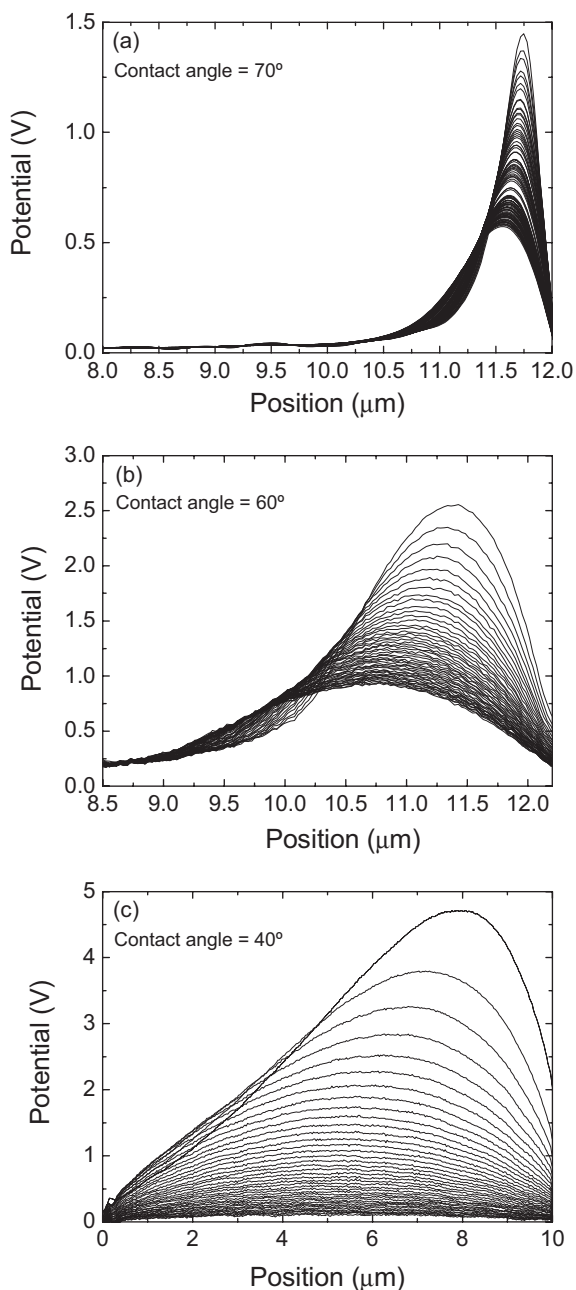 (a)
Contact angle = 70º
Potential (V)
1.5
1.0
0.5
0.0
8.0 8.5 9.0 9.5 10.0 10.5 11.0 11.5 12.0
Position (μm)
(b)
Contact angle = 60º
Potential (V)
3.0
2.5
2.0
1.5
1.0
0.5
0.0
8.5 9.0 9.5 10.0 10.5 11.0 11.5 12.0
Position (μm)
(c)
Contact angle = 40º
Potential (V)
5
4
3
2
1
0
0 2 4 6 8 10
Position (μm)